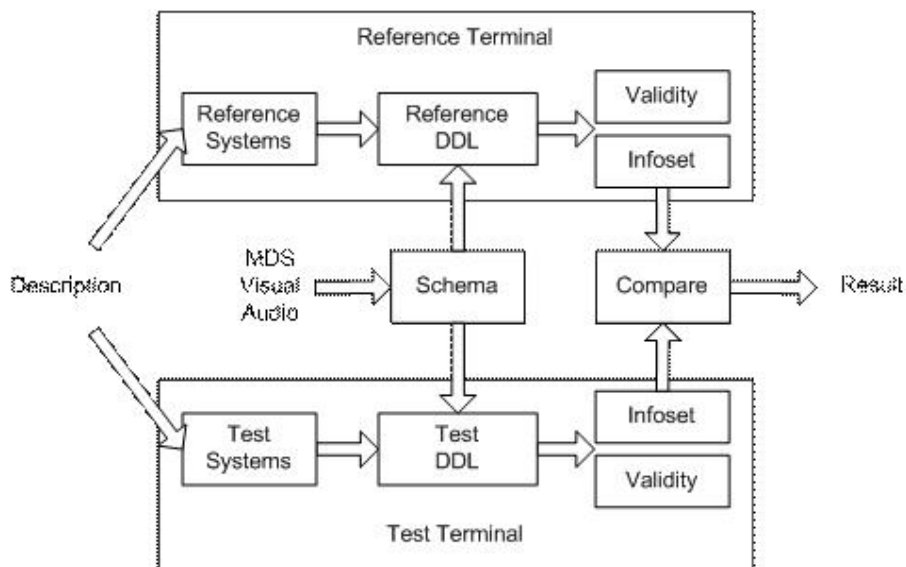 Reference Terminal
Reference
Systems
Reference
DDL
Validity
Infoset
Description
MDS
Visual
Audio
Schema
Compare
Result
Test
Systems
Test
DDL
Infoset
Validity
Test Terminal